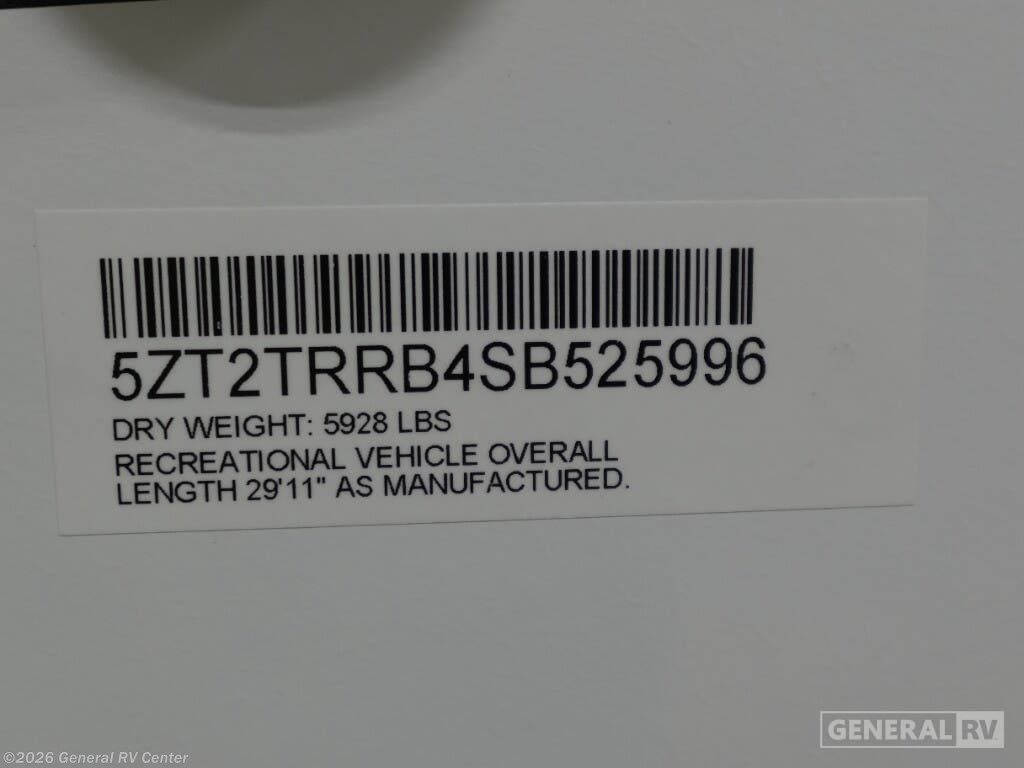 5ZT2TRRB4SB525996
DRY WEIGHT: 5928 LBS
RECREATIONAL VEHICLE OVERALL
LENGTH 29'11" AS MANUFACTURED.
GENERAL RV
©2026 General RV Center